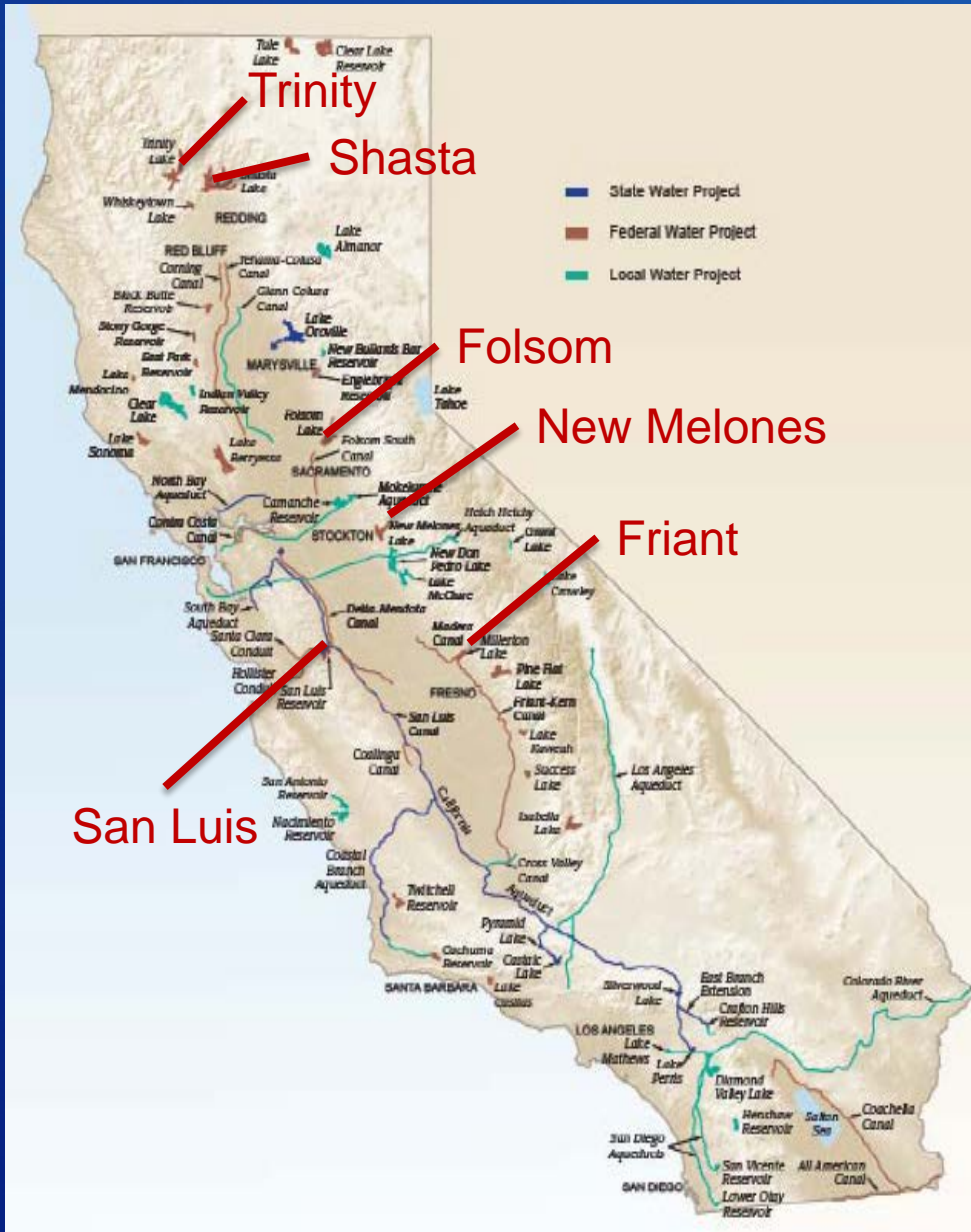 Tule
Lake
Clear Lake
Reservoir
Trinity
Trinity
Lake
Shasta
Shasta
Lake
Whiskeytown
Lake
REDDING
State Water Project
Federal Water Project
Local Water Project
RED BLUFF
Lake
Almanor
Corning
Canal
Tehama-Colusa
Canal
Glenn Colusa
Canal
Black Butte
Reservoir
Stony Gorge
Reservoir
East Park
Reservoir
Lake
Oroville
New Bullards Bar
Reservoir
MARYSVILLE
Englebright
Reservoir
Folsom
Lake
Mendocino
Clear
Lake
Indian Valley
Reservoir
Lake
Tahoe
Folsom
Lake
Folsom South
Canal
New Melones
Lake
Sonoma
Lake
Berryessa
SACRAMENTO
North Bay
Aqueduct
Camanche
Reservoir
Mokelumne
Aqueduct
Hetch Hetchy
Aqueduct
Contra Costa
Canal
STOCKTON
New Melones
Lake
Grant
Lake
Friant
SAN FRANCISCO
New Don
Pedro Lake
Lake
McClure
Lake
Crowley
South Bay
Aqueduct
Delta-Mendota
Canal
Santa Clara
Conduit
Madera
Canal
Millerton
Lake
Hollister
Conduit
San Luis
Reservoir
Pine Flat
Lake
FRESNO
Friant-Kern
Canal
San Luis
Canal
Lake
Kaweah
Coalinga
Canal
Success
Lake
Los Angeles
Aqueduct
San Antonio
Reservoir
San Luis
Nacimiento
Reservoir
California
Aqueduct
Isabella
Lake
Coastal
Branch
Aqueduct
Cross Valley
Canal
Twitchell
Reservoir
Pyramid
Lake
Cachuma
Reservoir
Castaic
Lake
SANTA BARBARA
Lake
Casitas
Silverwood
Lake
East Branch
Extension
Crafton Hills
Reservoir
Colorado River
Aqueduct
LOS ANGELES
Lake
Mathews
Lake
Perris
Diamond
Valley Lake
Henshaw
Reservoir
Salton
Sea
Coachella
Canal
San Diego
Aqueducts
San Vicente
Reservoir
All American
Canal
SAN DIEGO
Lower Otay
Reservoir